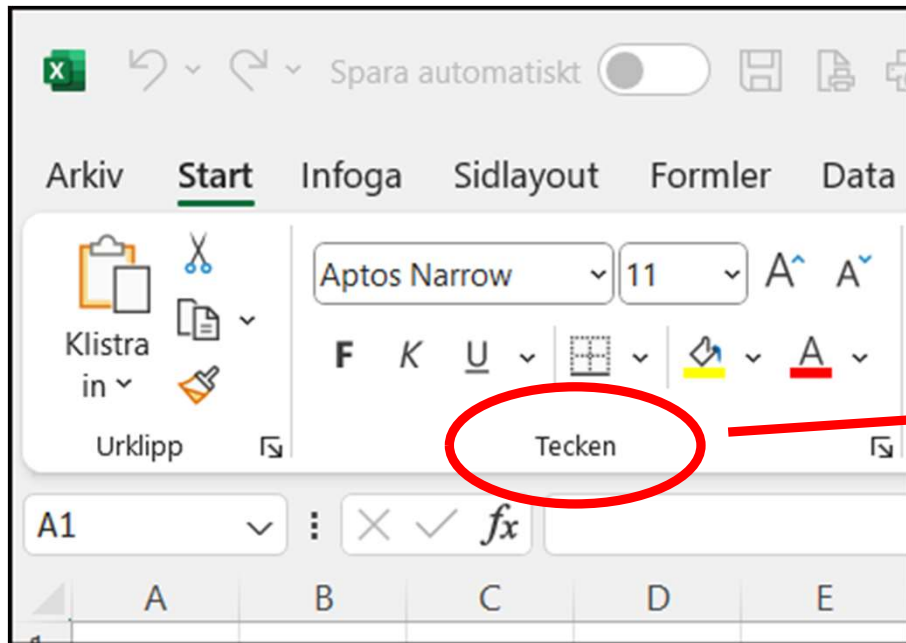 Spara automatiskt
Arkiv Start Infoga Sidlayout Formler Data
Aptos Narrow 11 A A
Klistra in
F K U A
Urklipp Tecken
A1 fx
A B C D E